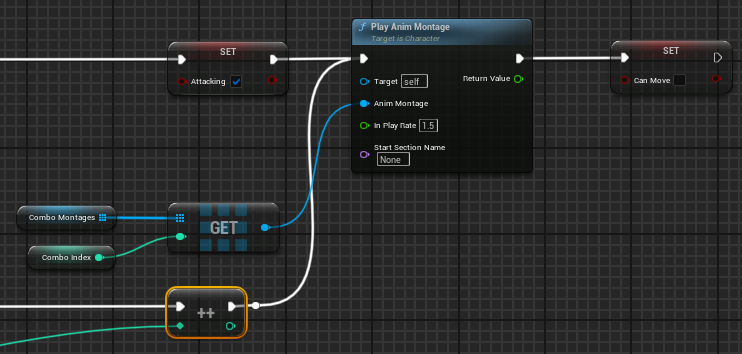 SET
Attacking
Play Anim Montage
Target is Character
Target self
Return Value
Anim Montage
In Play Rate 1.5
Start Section Name
None
SET
Can Move
Combo Montages
GET
Combo Index
++